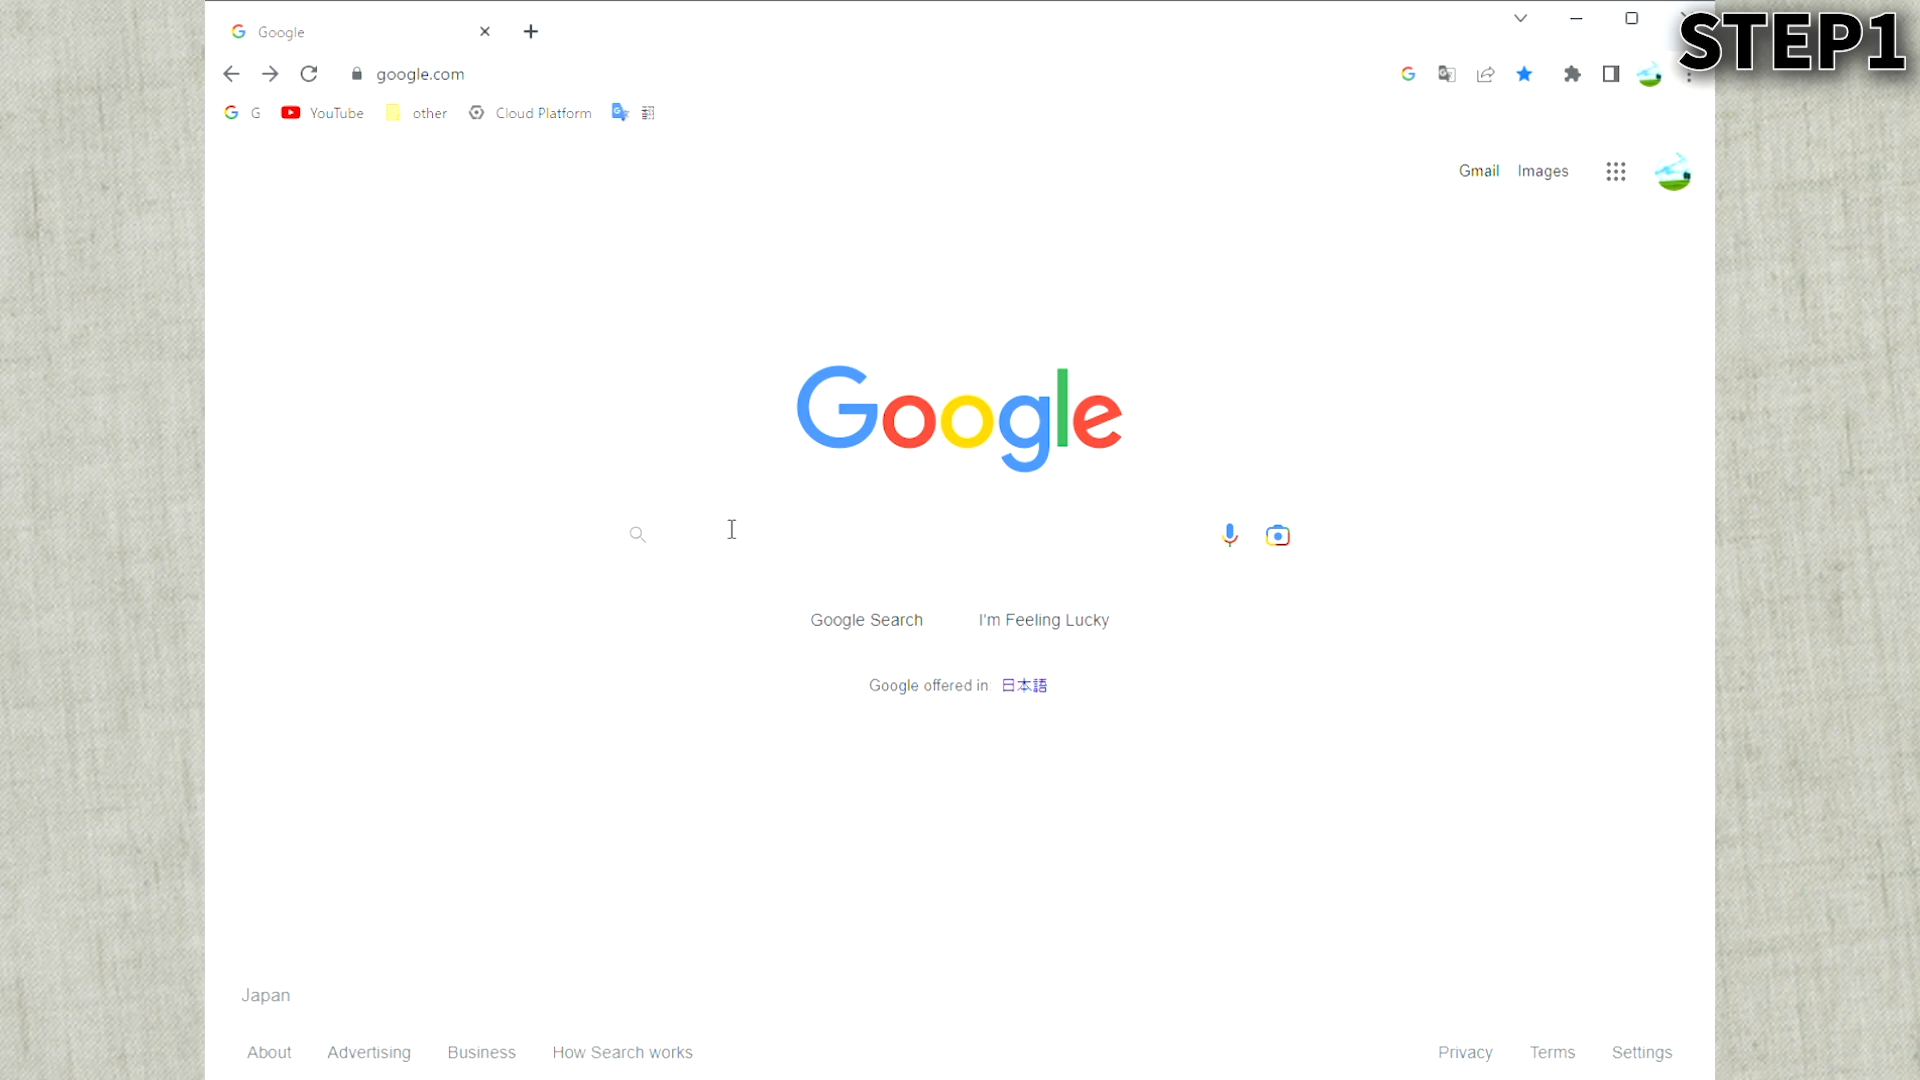 Google
STEP1
google.com
G YouTube other Cloud Platform 翻
Gmail Images
Google
Google Search I'm Feeling Lucky
Google offered in: 日本語
Japan
About Advertising Business How Search works Privacy Terms Settings